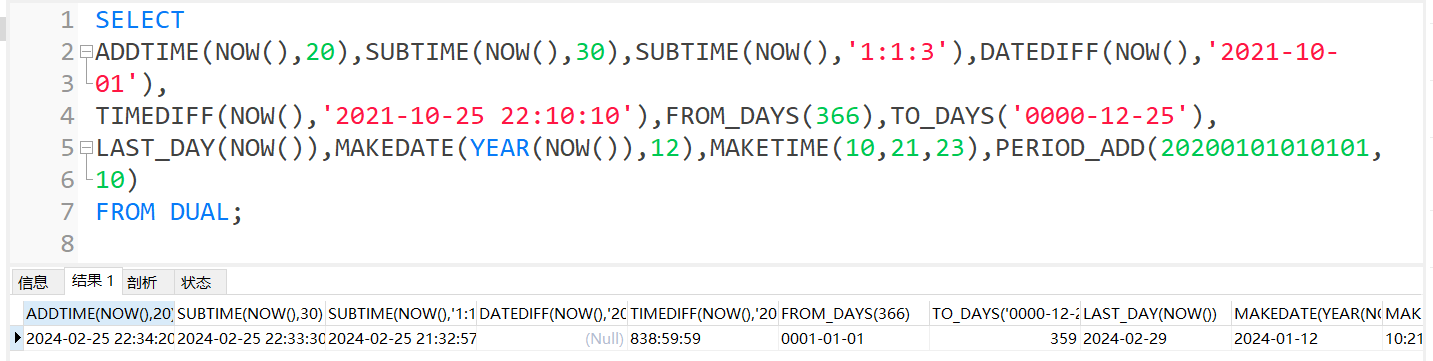 1 SELECT
2 ADDTIME(NOW(),20),SUBTIME(NOW(),30),SUBTIME(NOW(),'1:1:3'),DATEDIFF(NOW(),'2021-10-
3 01'),
4 TIMEDIFF(NOW(),'2021-10-25 22:10:10'),FROM_DAYS(366),TO_DAYS('0000-12-25'),
5 LAST_DAY(NOW()),MAKEDATE(YEAR(NOW()),12),MAKETIME(10,21,23),PERIOD_ADD(20200101010101,
6 10)
7 FROM DUAL;
8
信息 结果 1 剖析 状态
ADDTIME(NOW(),20) SUBTIME(NOW(),30) SUBTIME(NOW(),'1:1 DATEDIFF(NOW(),'20 TIMEDIFF(NOW(),'20 FROM_DAYS(366) TO_DAYS('0000-12-2 LAST_DAY(NOW()) MAKEDATE(YEAR(NO MAK
2024-02-25 22:34:20 2024-02-25 22:33:30 2024-02-25 21:32:57 (Null) 838:59:59 0001-01-01 359 2024-02-29 2024-01-12 10:21